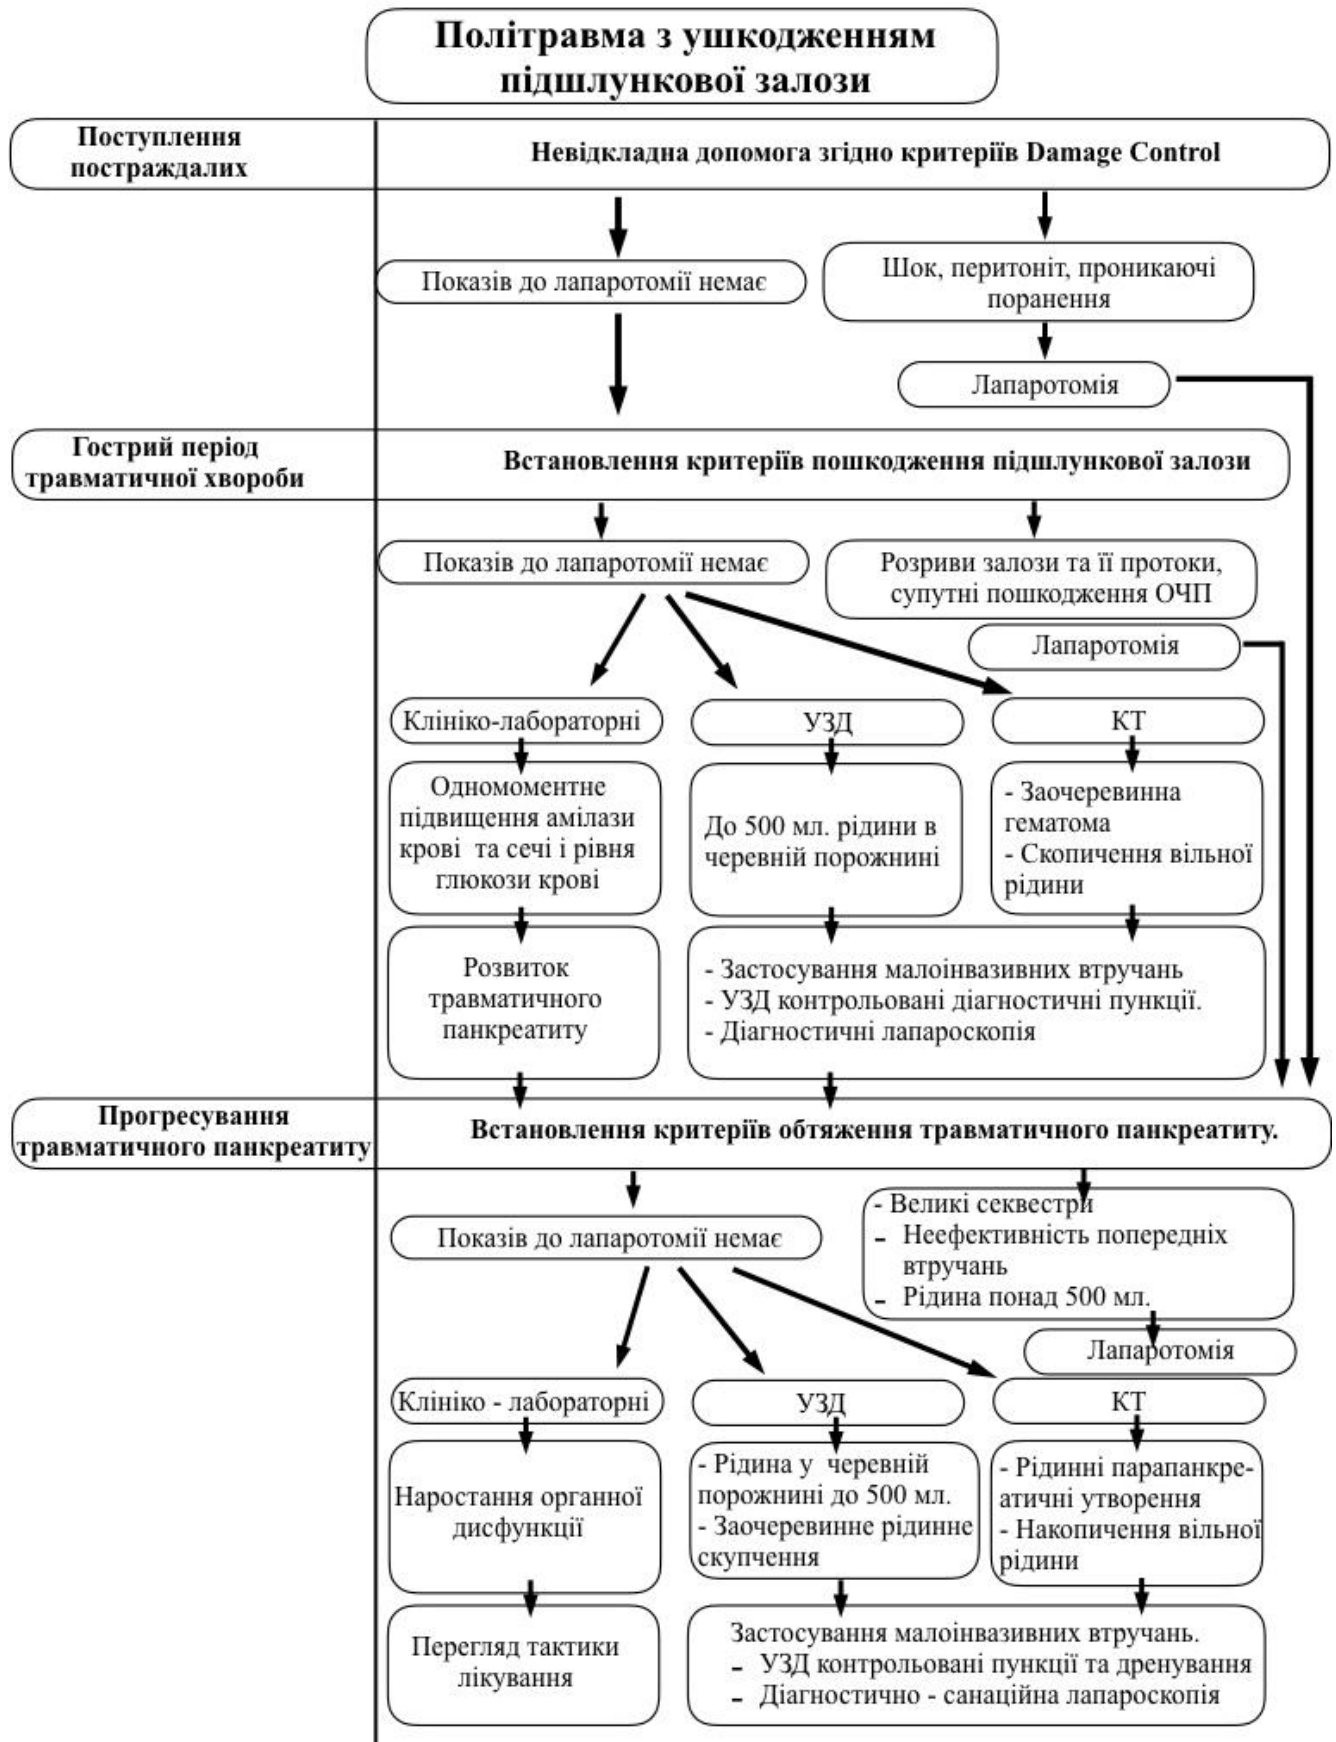 Політравма з ушкодженням
підшлункової залози
Поступлення
постраждалих
Невідкладна допомога згідно критеріїв Damage Control
Показів до лапаротомії немає
Шок, перитоніт, проникаючі
поранення
Лапаротомія
Гострий період
травматичної хвороби
Встановлення критеріїв пошкодження підшлункової залози
Показів до лапаротомії немає
Розриви залози та її протоки,
супутні пошкодження ОЧП
Лапаротомія
Клініко-лабораторні
УЗД
КТ
Одномоментне
підвищення амілази
крові та сечі і рівня
глюкози крові
До 500 мл. рідини в
черевній порожнині
- Заочеревинна
гематома
- Скопичення вільної
рідини
Розвиток
травматичного
панкреатиту
- Застосування малоінвазивних втручань
- УЗД контрольовані діагностичні пункції.
- Діагностичні лапароскопія
Прогресування
травматичного панкреатиту
Встановлення критеріїв обтяження травматичного панкреатиту.
Показів до лапаротомії немає
- Великі секвестри
- Неефективність попередніх
втручань
- Рідина понад 500 мл.
Лапаротомія
Клініко - лабораторні
УЗД
КТ
Наростання органної
дисфункції
- Рідина у черевній
порожнині до 500 мл.
- Заочеревинне рідинне
скупчення
- Рідинні парапанкре-
атичні утворення
- Накопичення вільної
рідини
Перегляд тактики
лікування
Застосування малоінвазивних втручань.
- УЗД контрольовані пункції та дренування
- Діагностично - санаційна лапароскопія